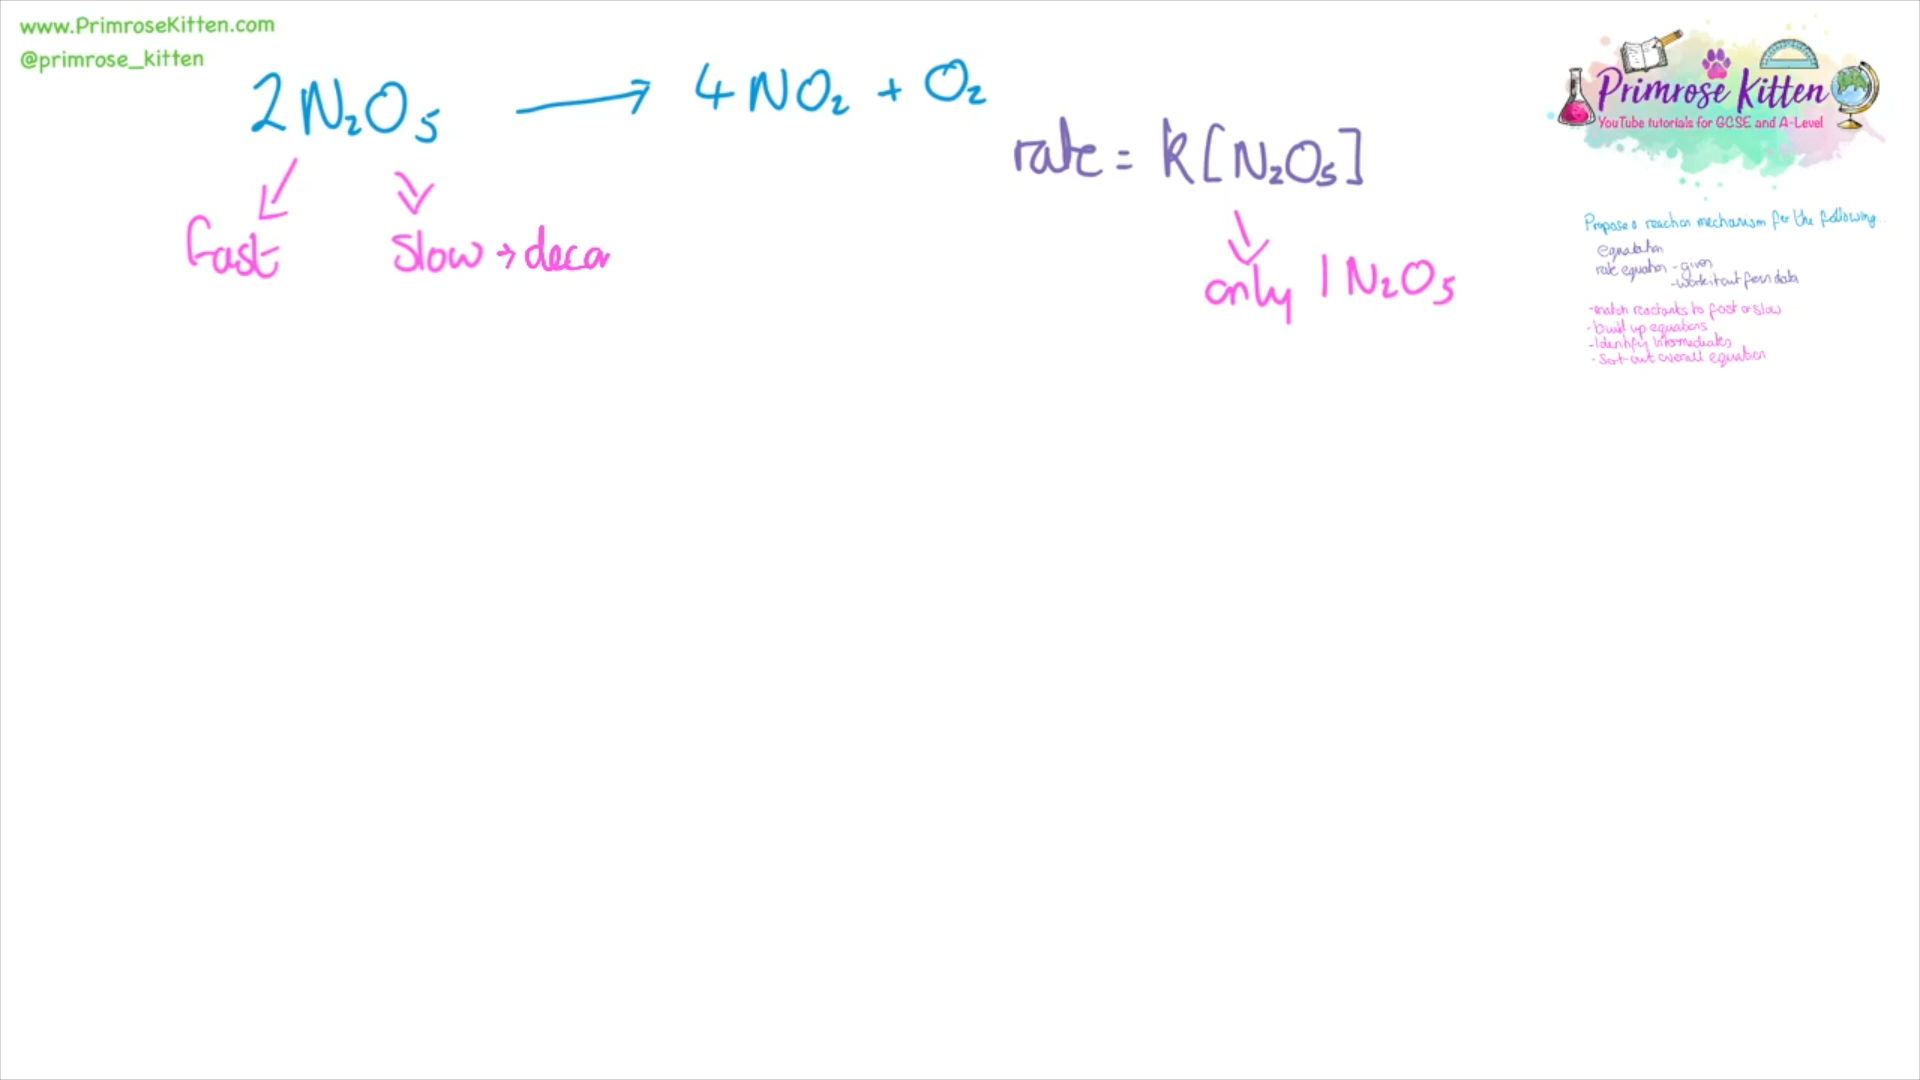 www.PrimroseKitten.com
@primrose_kitten
2N₂O₅ → 4NO₂ + O₂
rate = k[N₂O₅]
fast
slow → deco
only 1 N₂O₅
Primrose Kitten
YouTube tutorials for GCSE and A-Level
Propose a reaction mechanism for the following...
rate equation - given
- work it out from data
- match reactants to fast or slow
- build up equations
- Identify Intermediates
- Sort out overall equation